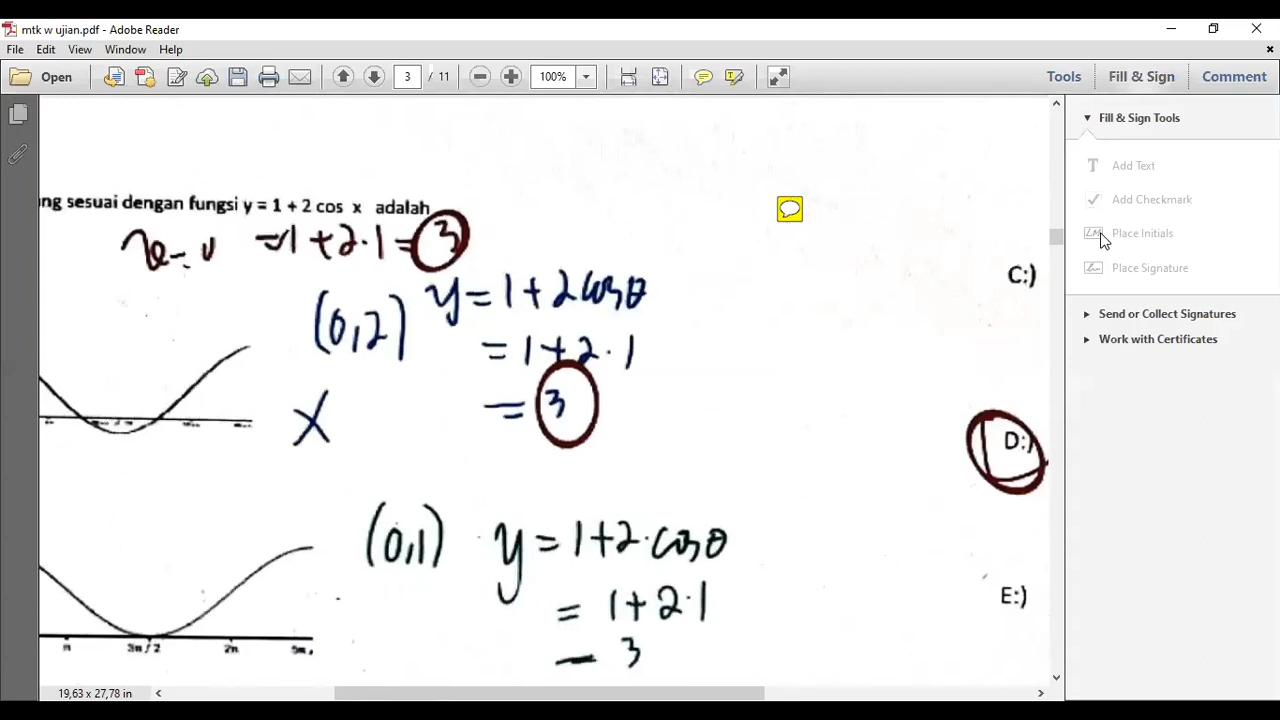 mtk w ujian.pdf - Adobe Reader
File Edit View Window Help
Open 3 / 11 100% Tools Fill & Sign Comment
Fill & Sign Tools
Add Text
Add Checkmark
Place Initials
Place Signature
Send or Collect Signatures
Work with Certificates
ng sesuai dengan fungsi y = 1 + 2 cos x adalah
= 1 + 2 · 1 = 3
(0,2) y = 1 + 2 cos θ
= 1 + 2 · 1
X = 3
(0,1) y = 1 + 2 · cos θ
= 1 + 2 · 1
3
π 3π/2 2π
C:)
D:)
E:)
19,63 x 27,78 in